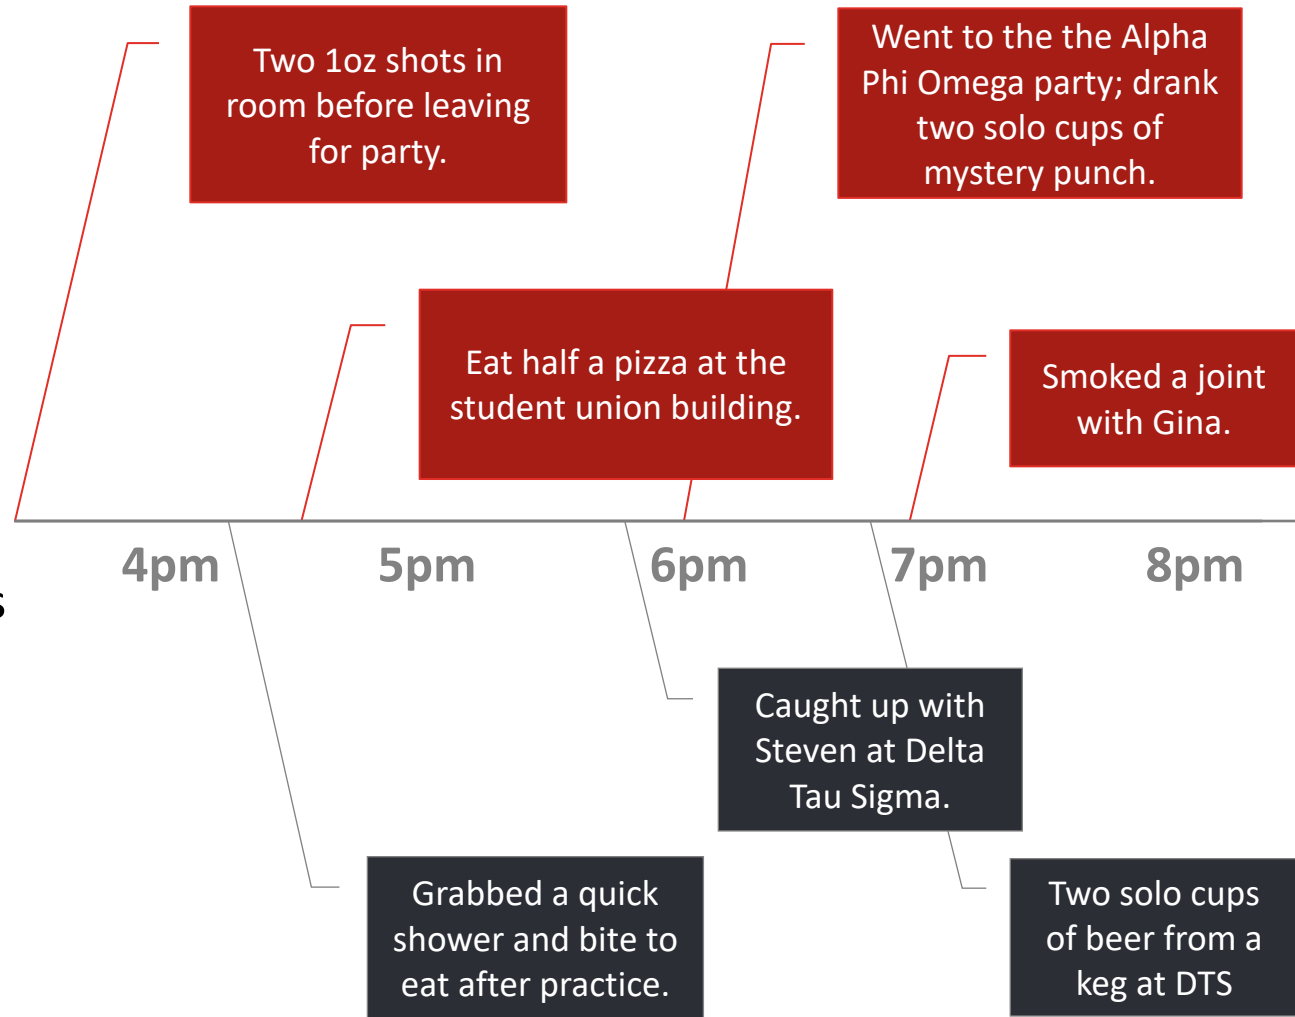 Two 1oz shots in
room before leaving
for party.
Went to the the Alpha
Phi Omega party; drank
two solo cups of
mystery punch.
Eat half a pizza at the
student union building.
Smoked a joint
with Gina.
4pm
5pm
6pm
7pm
8pm
s
Caught up with
Steven at Delta
Tau Sigma.
Grabbed a quick
shower and bite to
eat after practice.
Two solo cups
of beer from a
keg at DTS